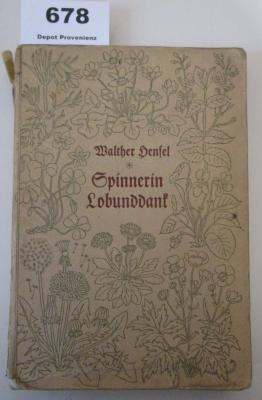 678
Depot Provenienz
Walther Hensel
*
Spinnerin
Lobunddank